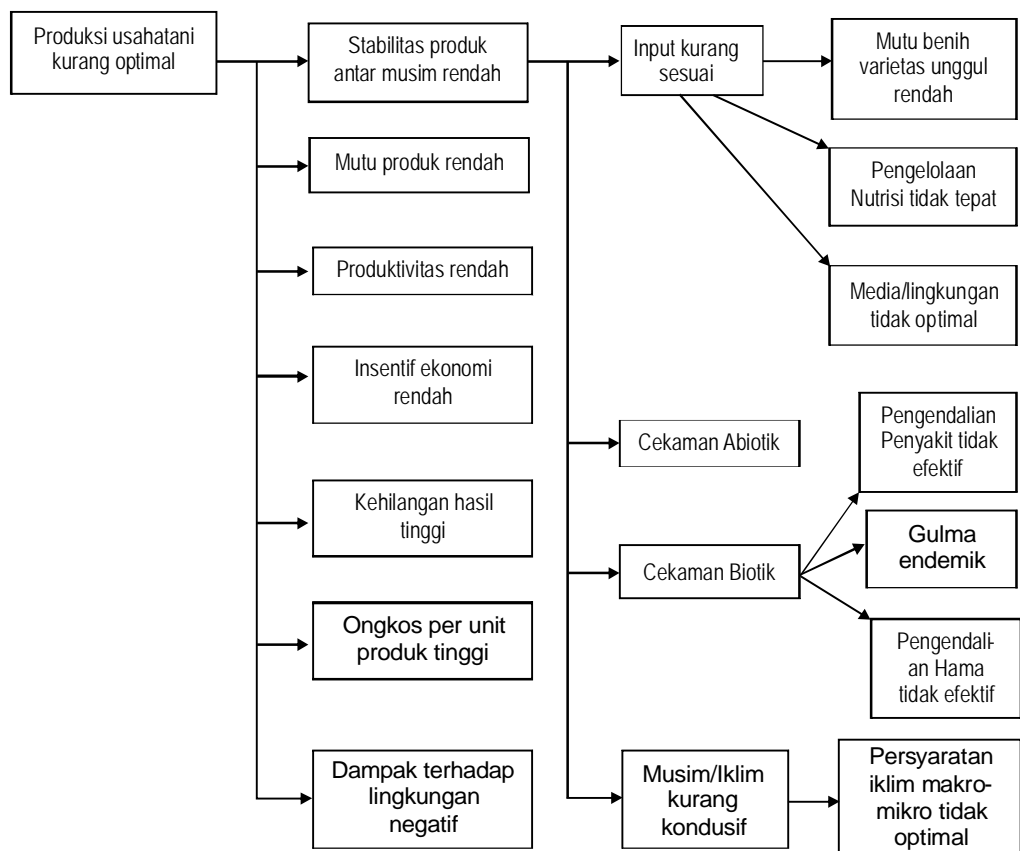 Produksi usahatani
kurang optimal
Stabilitas produk
antar musim rendah
Input kurang
sesuai
Mutu benih
varietas unggul
rendah
Mutu produk rendah
Pengelolaan
Nutrisi tidak tepat
Produktivitas rendah
Media/lingkungan
tidak optimal
Insentif ekonomi
rendah
Cekaman Abiotik
Pengendalian
Penyakit tidak
efektif
Kehilangan hasil
tinggi
Cekaman Biotik
Gulma
endemik
Ongkos per unit
produk tinggi
Pengendali-
an Hama
tidak efektif
Dampak terhadap
lingkungan
negatif
Musim/Iklim
kurang
kondusif
Persyaratan
iklim makro-
mikro tidak
optimal